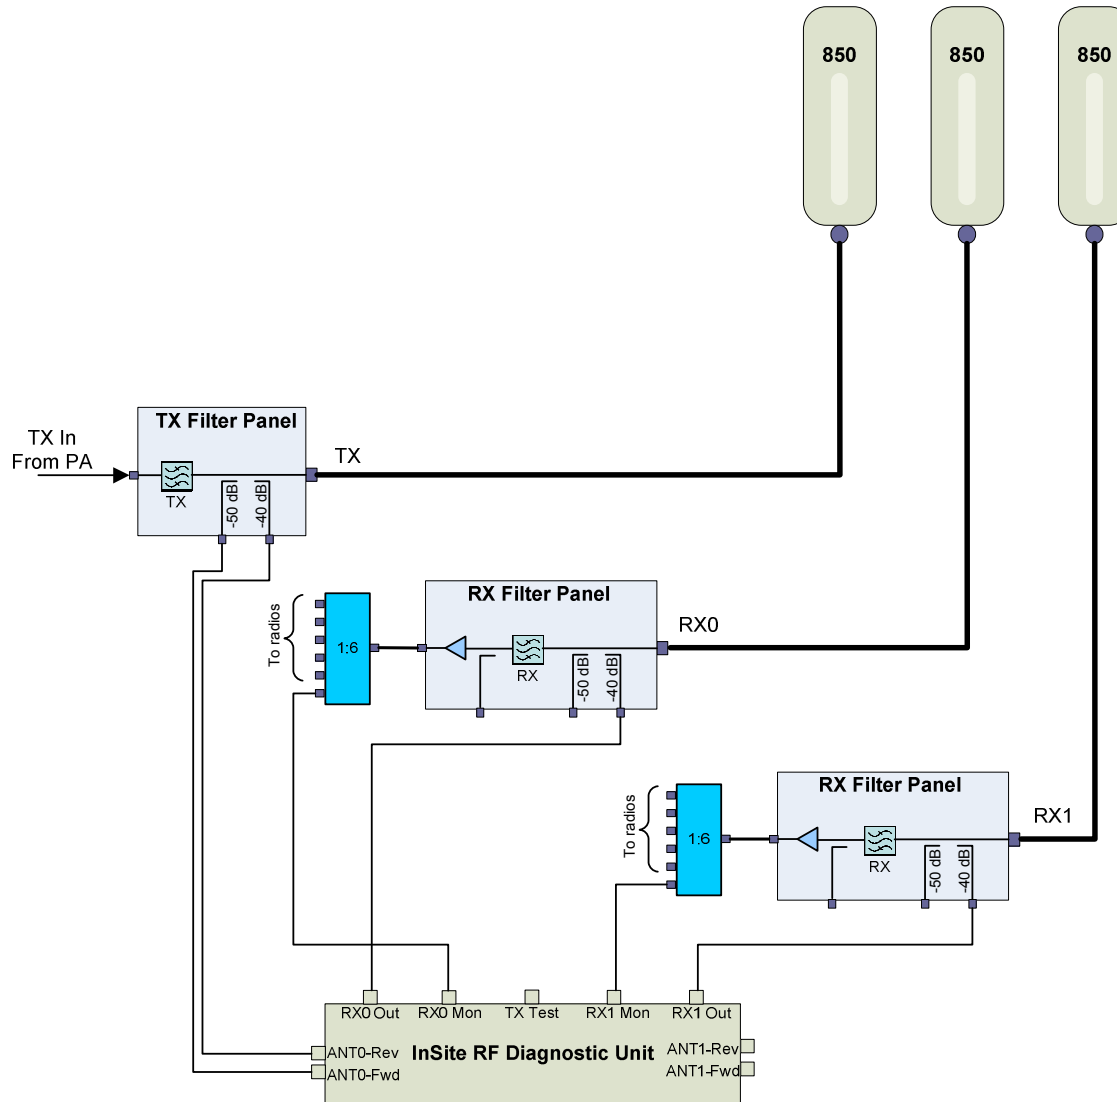 850
850
850
TX Filter Panel
TX In
From PA
TX
TX
-50 dB
-40 dB
RX Filter Panel
RX0
To radios
1:6
RX
-50 dB
-40 dB
RX Filter Panel
RX1
To radios
1:6
RX
-50 dB
-40 dB
RX0 Out
RX0 Mon
TX Test
RX1 Mon
RX1 Out
ANT0-Rev
InSite RF Diagnostic Unit
ANT1-Rev
ANT0-Fwd
ANT1-Fwd